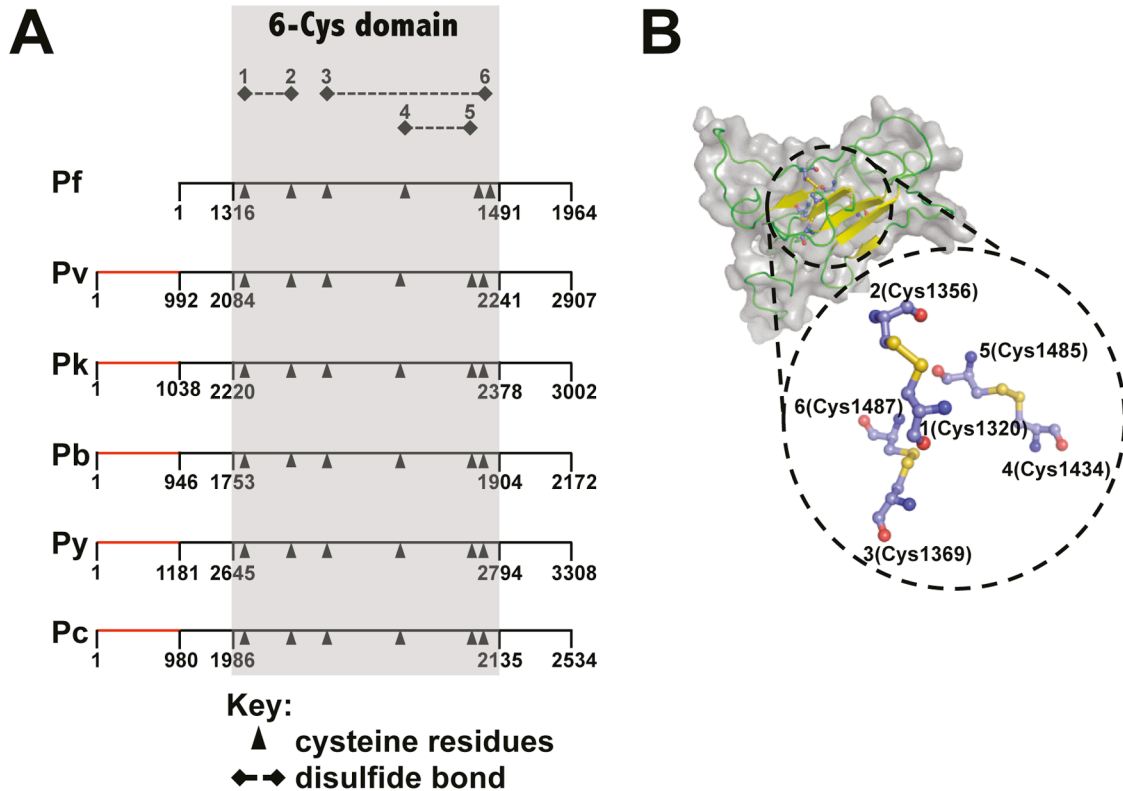 A
6-Cys domain
1 2 3 6
4 5
Pf
1 1316 1491 1964
Pv
1 992 2084 2241 2907
Pk
1 1038 2220 2378 3002
Pb
1 946 1753 1904 2172
Py
1 1181 2645 2794 3308
Pc
1 980 1986 2135 2534
Key:
cysteine residues
disulfide bond
B
2(Cys1356)
5(Cys1485)
6(Cys1487)
1(Cys1320)
4(Cys1434)
3(Cys1369)